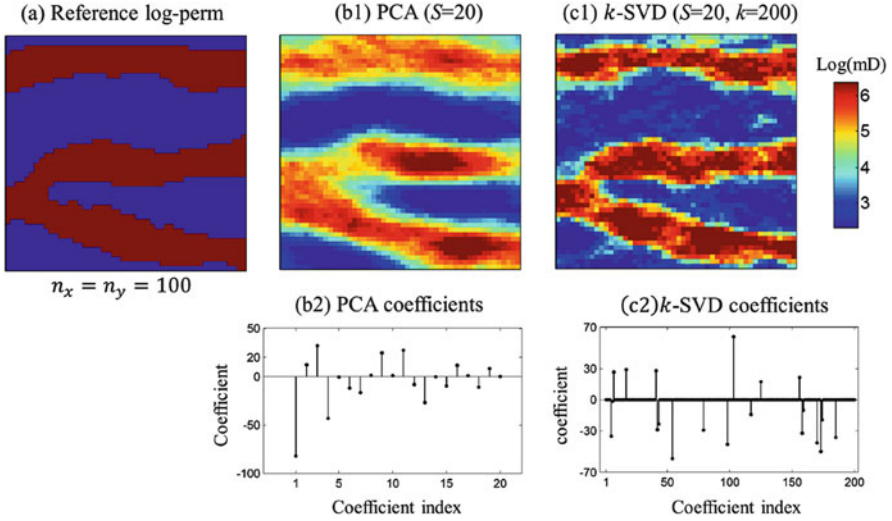 (a) Reference log-perm
(b1) PCA (S=20)
(c1) k-SVD (S=20, k=200)
Log(mD)
6
5
4
3
n_x = n_y = 100
(b2) PCA coefficients
(c2)k-SVD coefficients
Coefficient
50
20
0
-50
-100
1
5
10
15
20
Coefficient index
coefficient
70
30
0
-30
-70
1
50
100
150
200
Coefficient index